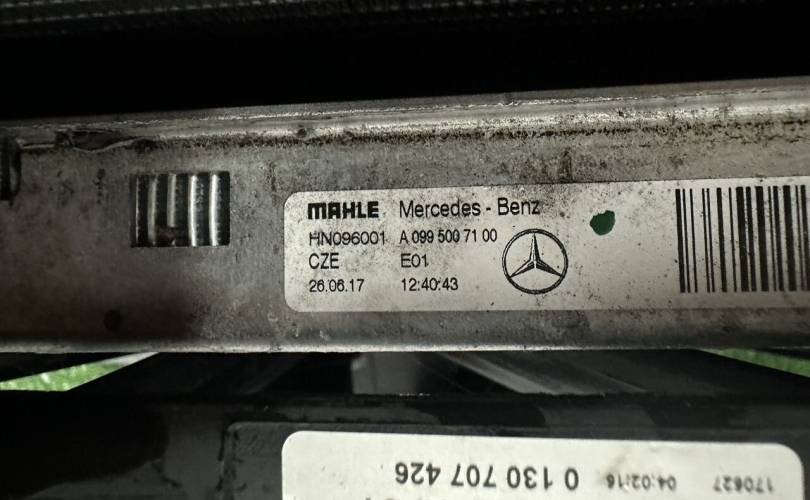 MAHLE Mercedes - Benz
HN096001 A 099 500 71 00
CZE E01
26.06.17 12:40:43
0 130 707 426 04:02:16 170627